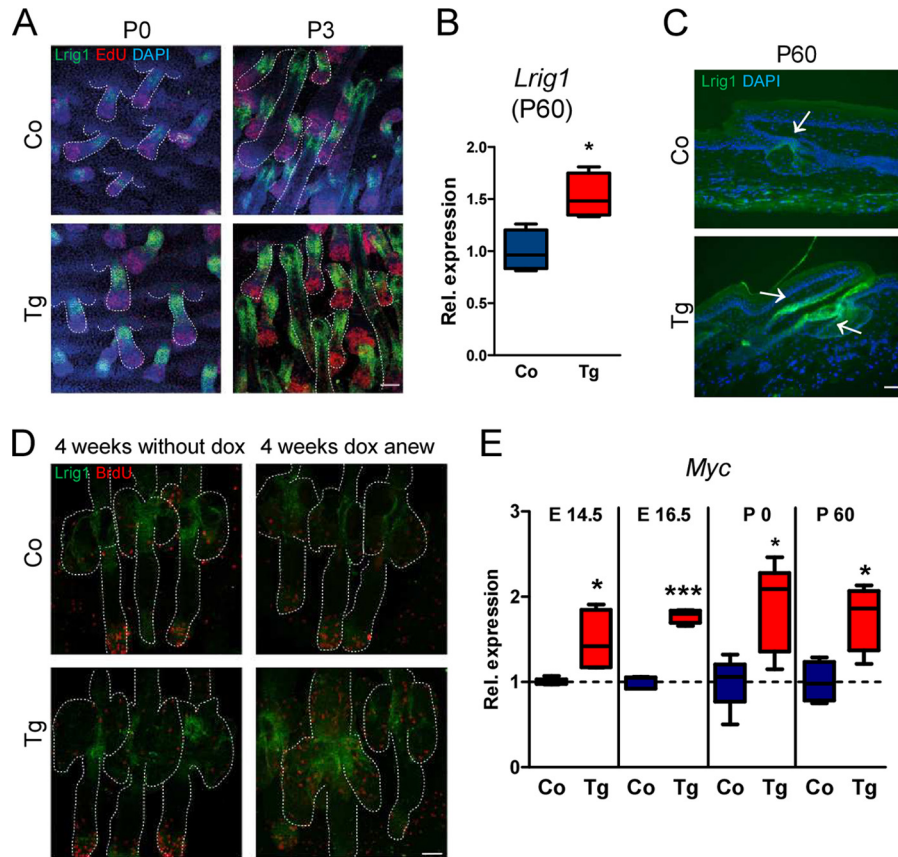 A
P0
P3
Lrig1 EdU DAPI
Co
Tg
B
Lrig1
(P60)
Rel. expression
2.0
1.5
1.0
0.5
0.0
*
Co
Tg
C
P60
Lrig1 DAPI
Co
Tg
D
4 weeks without dox
4 weeks dox anew
Lrig1 BrdU
Co
Tg
E
Myc
Rel. expression
3
2
1
0
E 14.5
E 16.5
P 0
P 60
*
***
*
*
Co Tg Co Tg Co Tg Co Tg